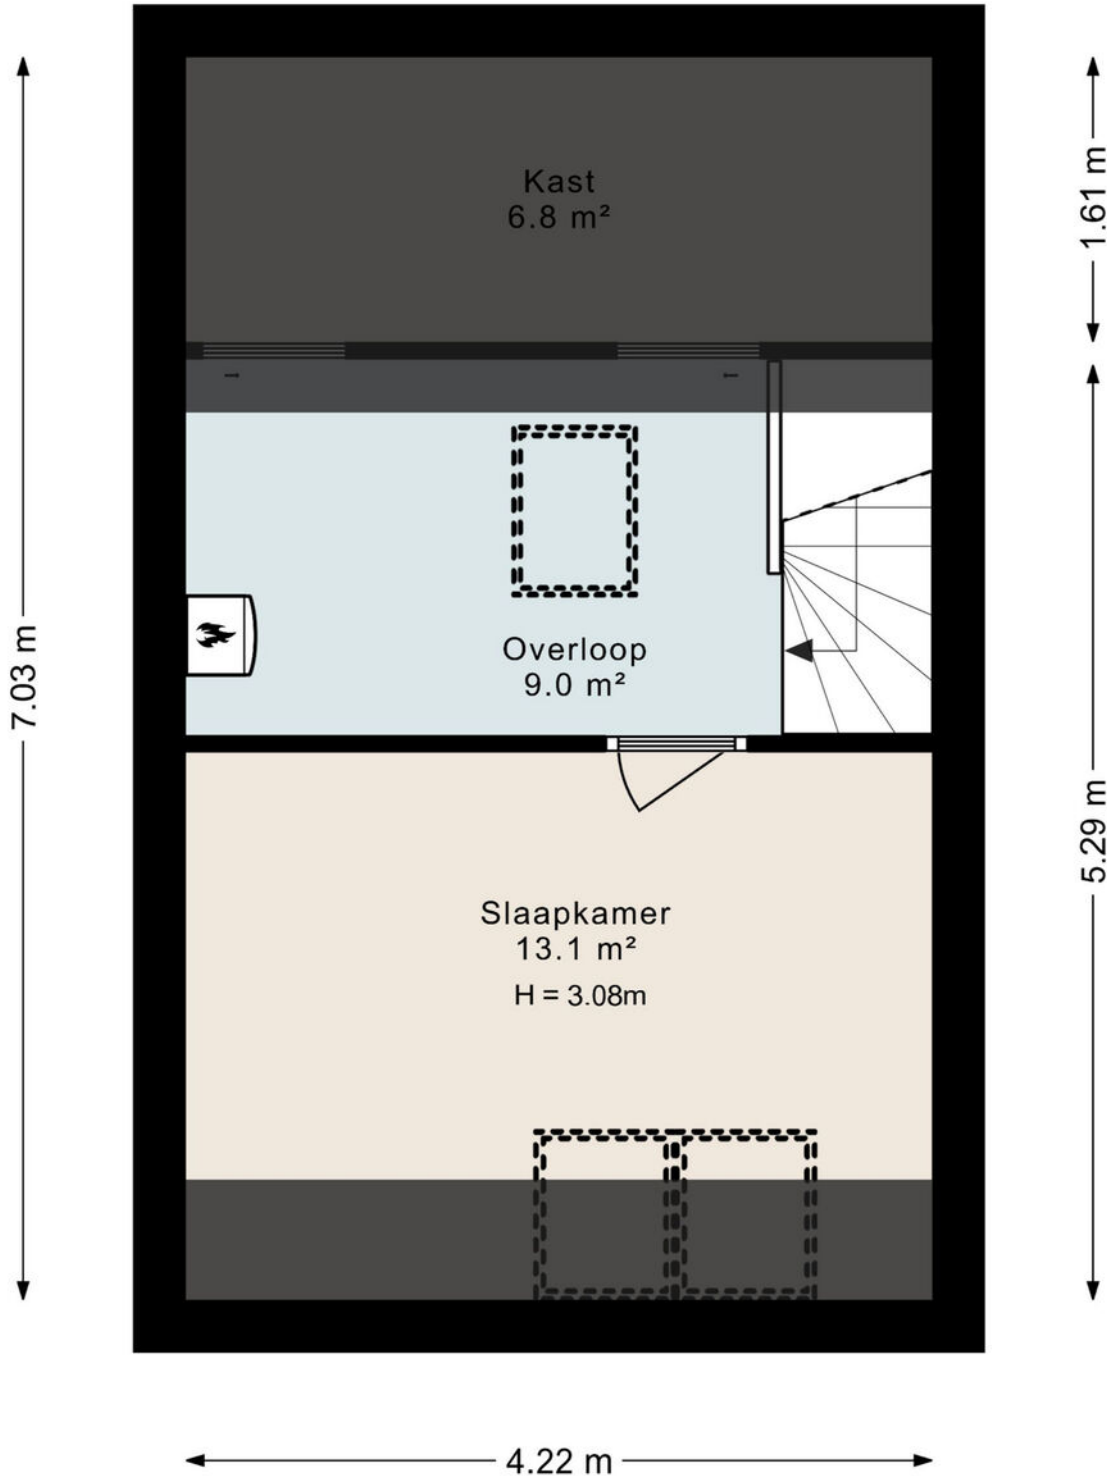 Kast
6.8 m²
1.61 m
7.03 m
Overloop
9.0 m²
5.29 m
Slaapkamer
13.1 m²
H = 3.08m
4.22 m